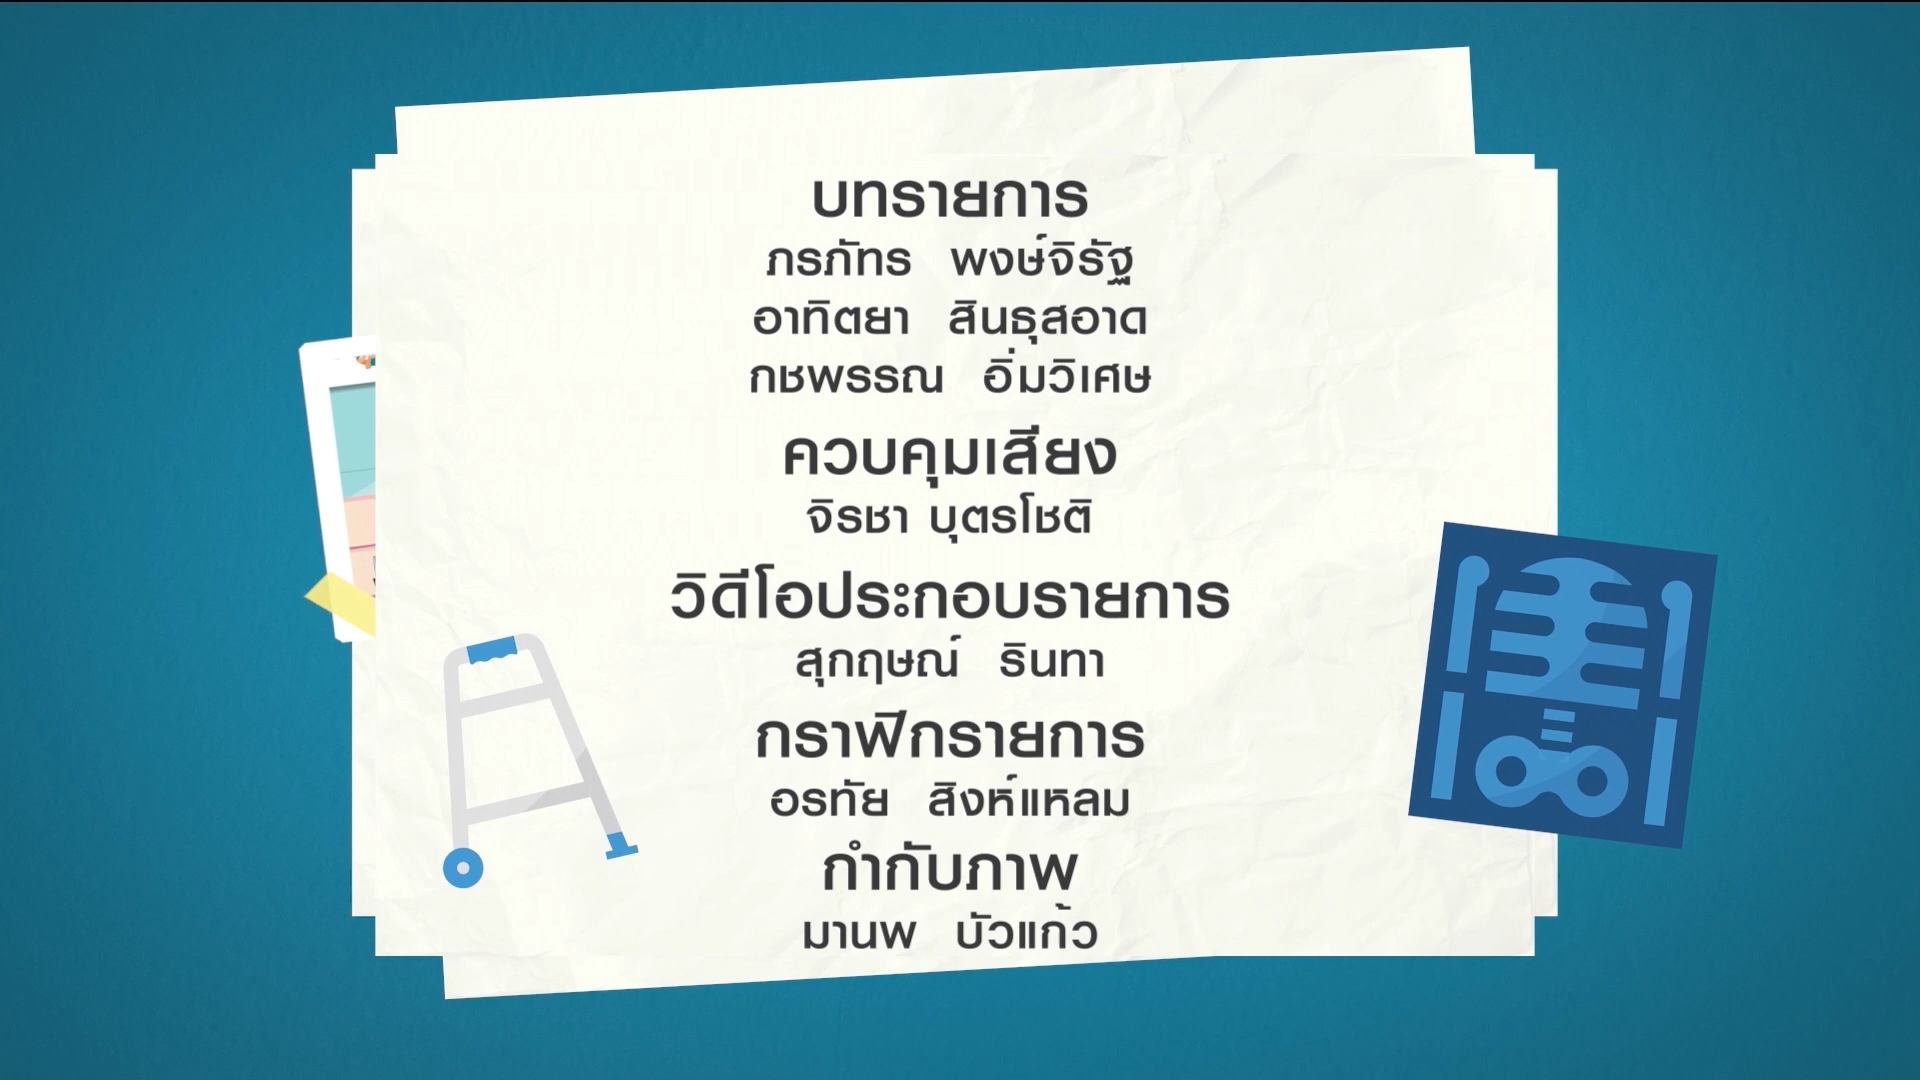 บทรายการ
ภรภัทร พงษ์จิรัฐ
อาทิตยา สินธุสอาด
กชพรรณ อิ่มวิเศษ
ควบคุมเสียง
จิรชา บุตรโชติ
วิดีโอประกอบรายการ
สุกฤษณ์ รินทา
กราฟิกรายการ
อรทัย สิงห์แหลม
กำกับภาพ
มานพ บัวแก้ว